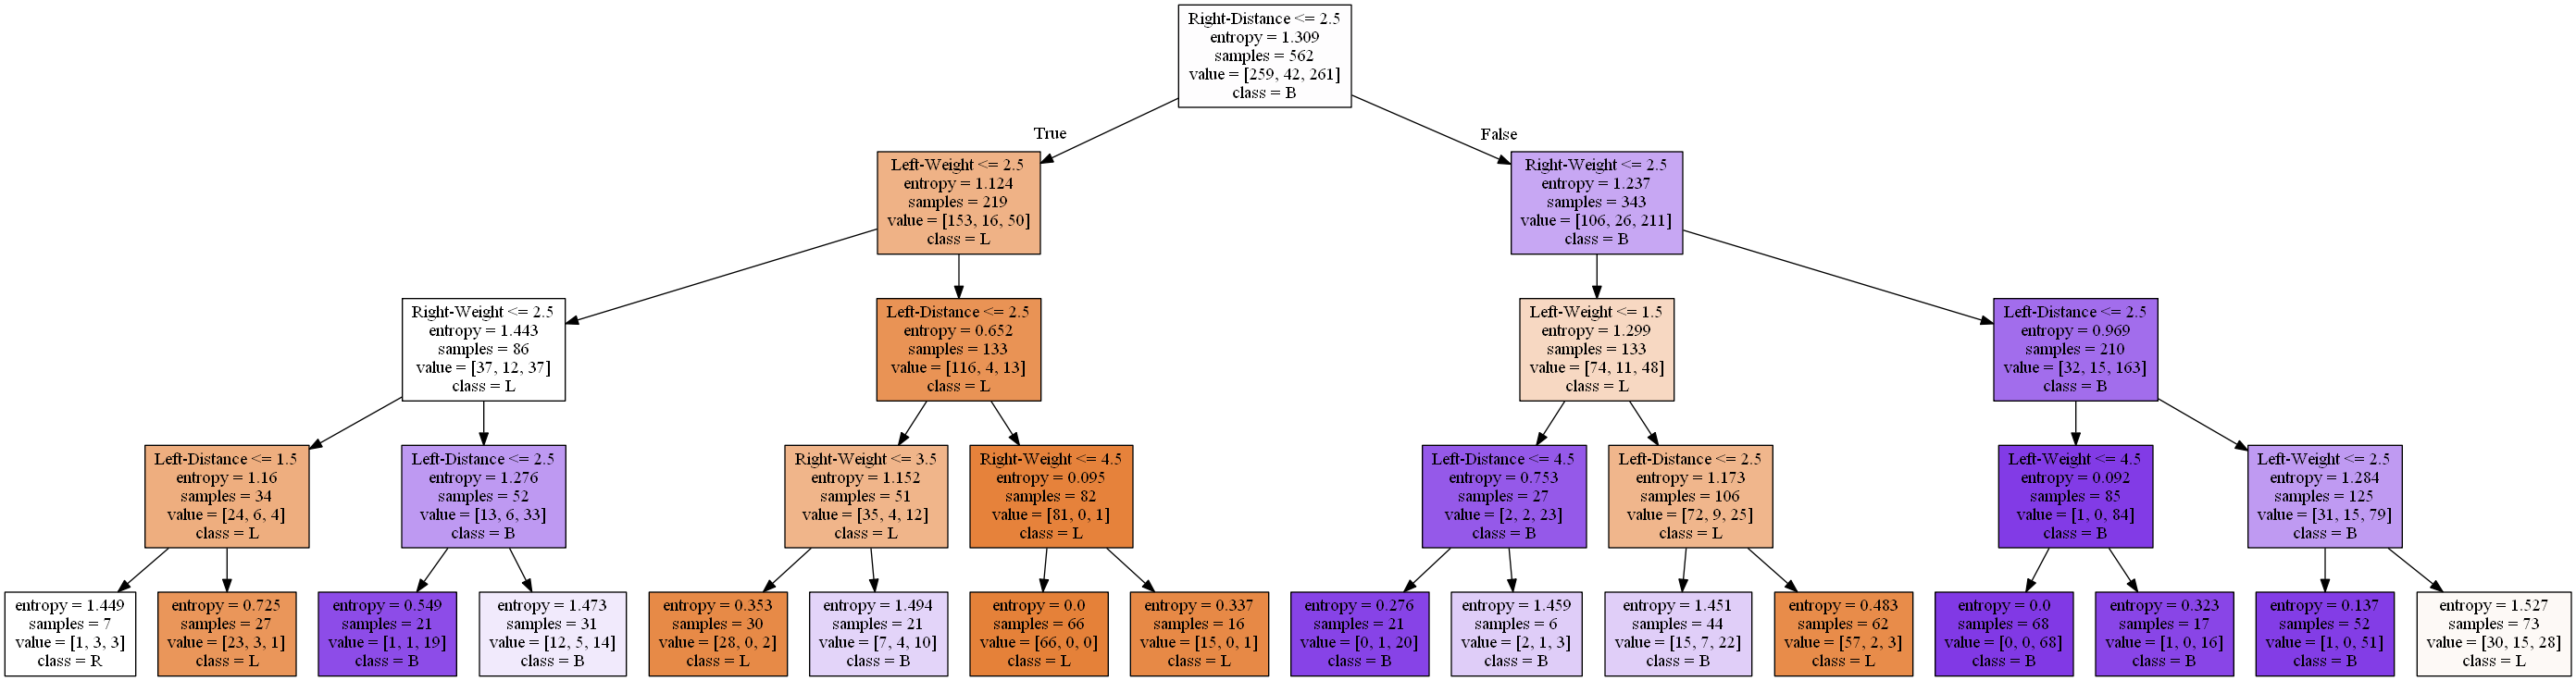 Right-Distance <= 2.5
entropy = 1.309
samples = 562
value = [259, 42, 261]
class = B
True
False
Left-Weight <= 2.5
entropy = 1.124
samples = 219
value = [153, 16, 50]
class = L
Right-Weight <= 2.5
entropy = 1.237
samples = 343
value = [106, 26, 211]
class = B
Right-Weight <= 2.5
entropy = 1.443
samples = 86
value = [37, 12, 37]
class = L
Left-Distance <= 2.5
entropy = 0.652
samples = 133
value = [116, 4, 13]
class = L
Left-Weight <= 1.5
entropy = 1.299
samples = 133
value = [74, 11, 48]
class = L
Left-Distance <= 2.5
entropy = 0.969
samples = 210
value = [32, 15, 163]
class = B
Left-Distance <= 1.5
entropy = 1.16
samples = 34
value = [24, 6, 4]
class = L
Left-Distance <= 2.5
entropy = 1.276
samples = 52
value = [13, 6, 33]
class = B
Right-Weight <= 3.5
entropy = 1.152
samples = 51
value = [35, 4, 12]
class = L
Right-Weight <= 4.5
entropy = 0.095
samples = 82
value = [81, 0, 1]
class = L
Left-Distance <= 4.5
entropy = 0.753
samples = 27
value = [2, 2, 23]
class = B
Left-Distance <= 2.5
entropy = 1.173
samples = 106
value = [72, 9, 25]
class = L
Left-Weight <= 4.5
entropy = 0.092
samples = 85
value = [1, 0, 84]
class = B
Left-Weight <= 2.5
entropy = 1.284
samples = 125
value = [31, 15, 79]
class = B
entropy = 1.449
samples = 7
value = [1, 3, 3]
class = R
entropy = 0.725
samples = 27
value = [23, 3, 1]
class = L
entropy = 0.549
samples = 21
value = [1, 1, 19]
class = B
entropy = 1.473
samples = 31
value = [12, 5, 14]
class = B
entropy = 0.353
samples = 30
value = [28, 0, 2]
class = L
entropy = 1.494
samples = 21
value = [7, 4, 10]
class = B
entropy = 0.0
samples = 66
value = [66, 0, 0]
class = L
entropy = 0.337
samples = 16
value = [15, 0, 1]
class = L
entropy = 0.276
samples = 21
value = [0, 1, 20]
class = B
entropy = 1.459
samples = 6
value = [2, 1, 3]
class = B
entropy = 1.451
samples = 44
value = [15, 7, 22]
class = B
entropy = 0.483
samples = 62
value = [57, 2, 3]
class = L
entropy = 0.0
samples = 68
value = [0, 0, 68]
class = B
entropy = 0.323
samples = 17
value = [1, 0, 16]
class = B
entropy = 0.137
samples = 52
value = [1, 0, 51]
class = B
entropy = 1.527
samples = 73
value = [30, 15, 28]
class = L